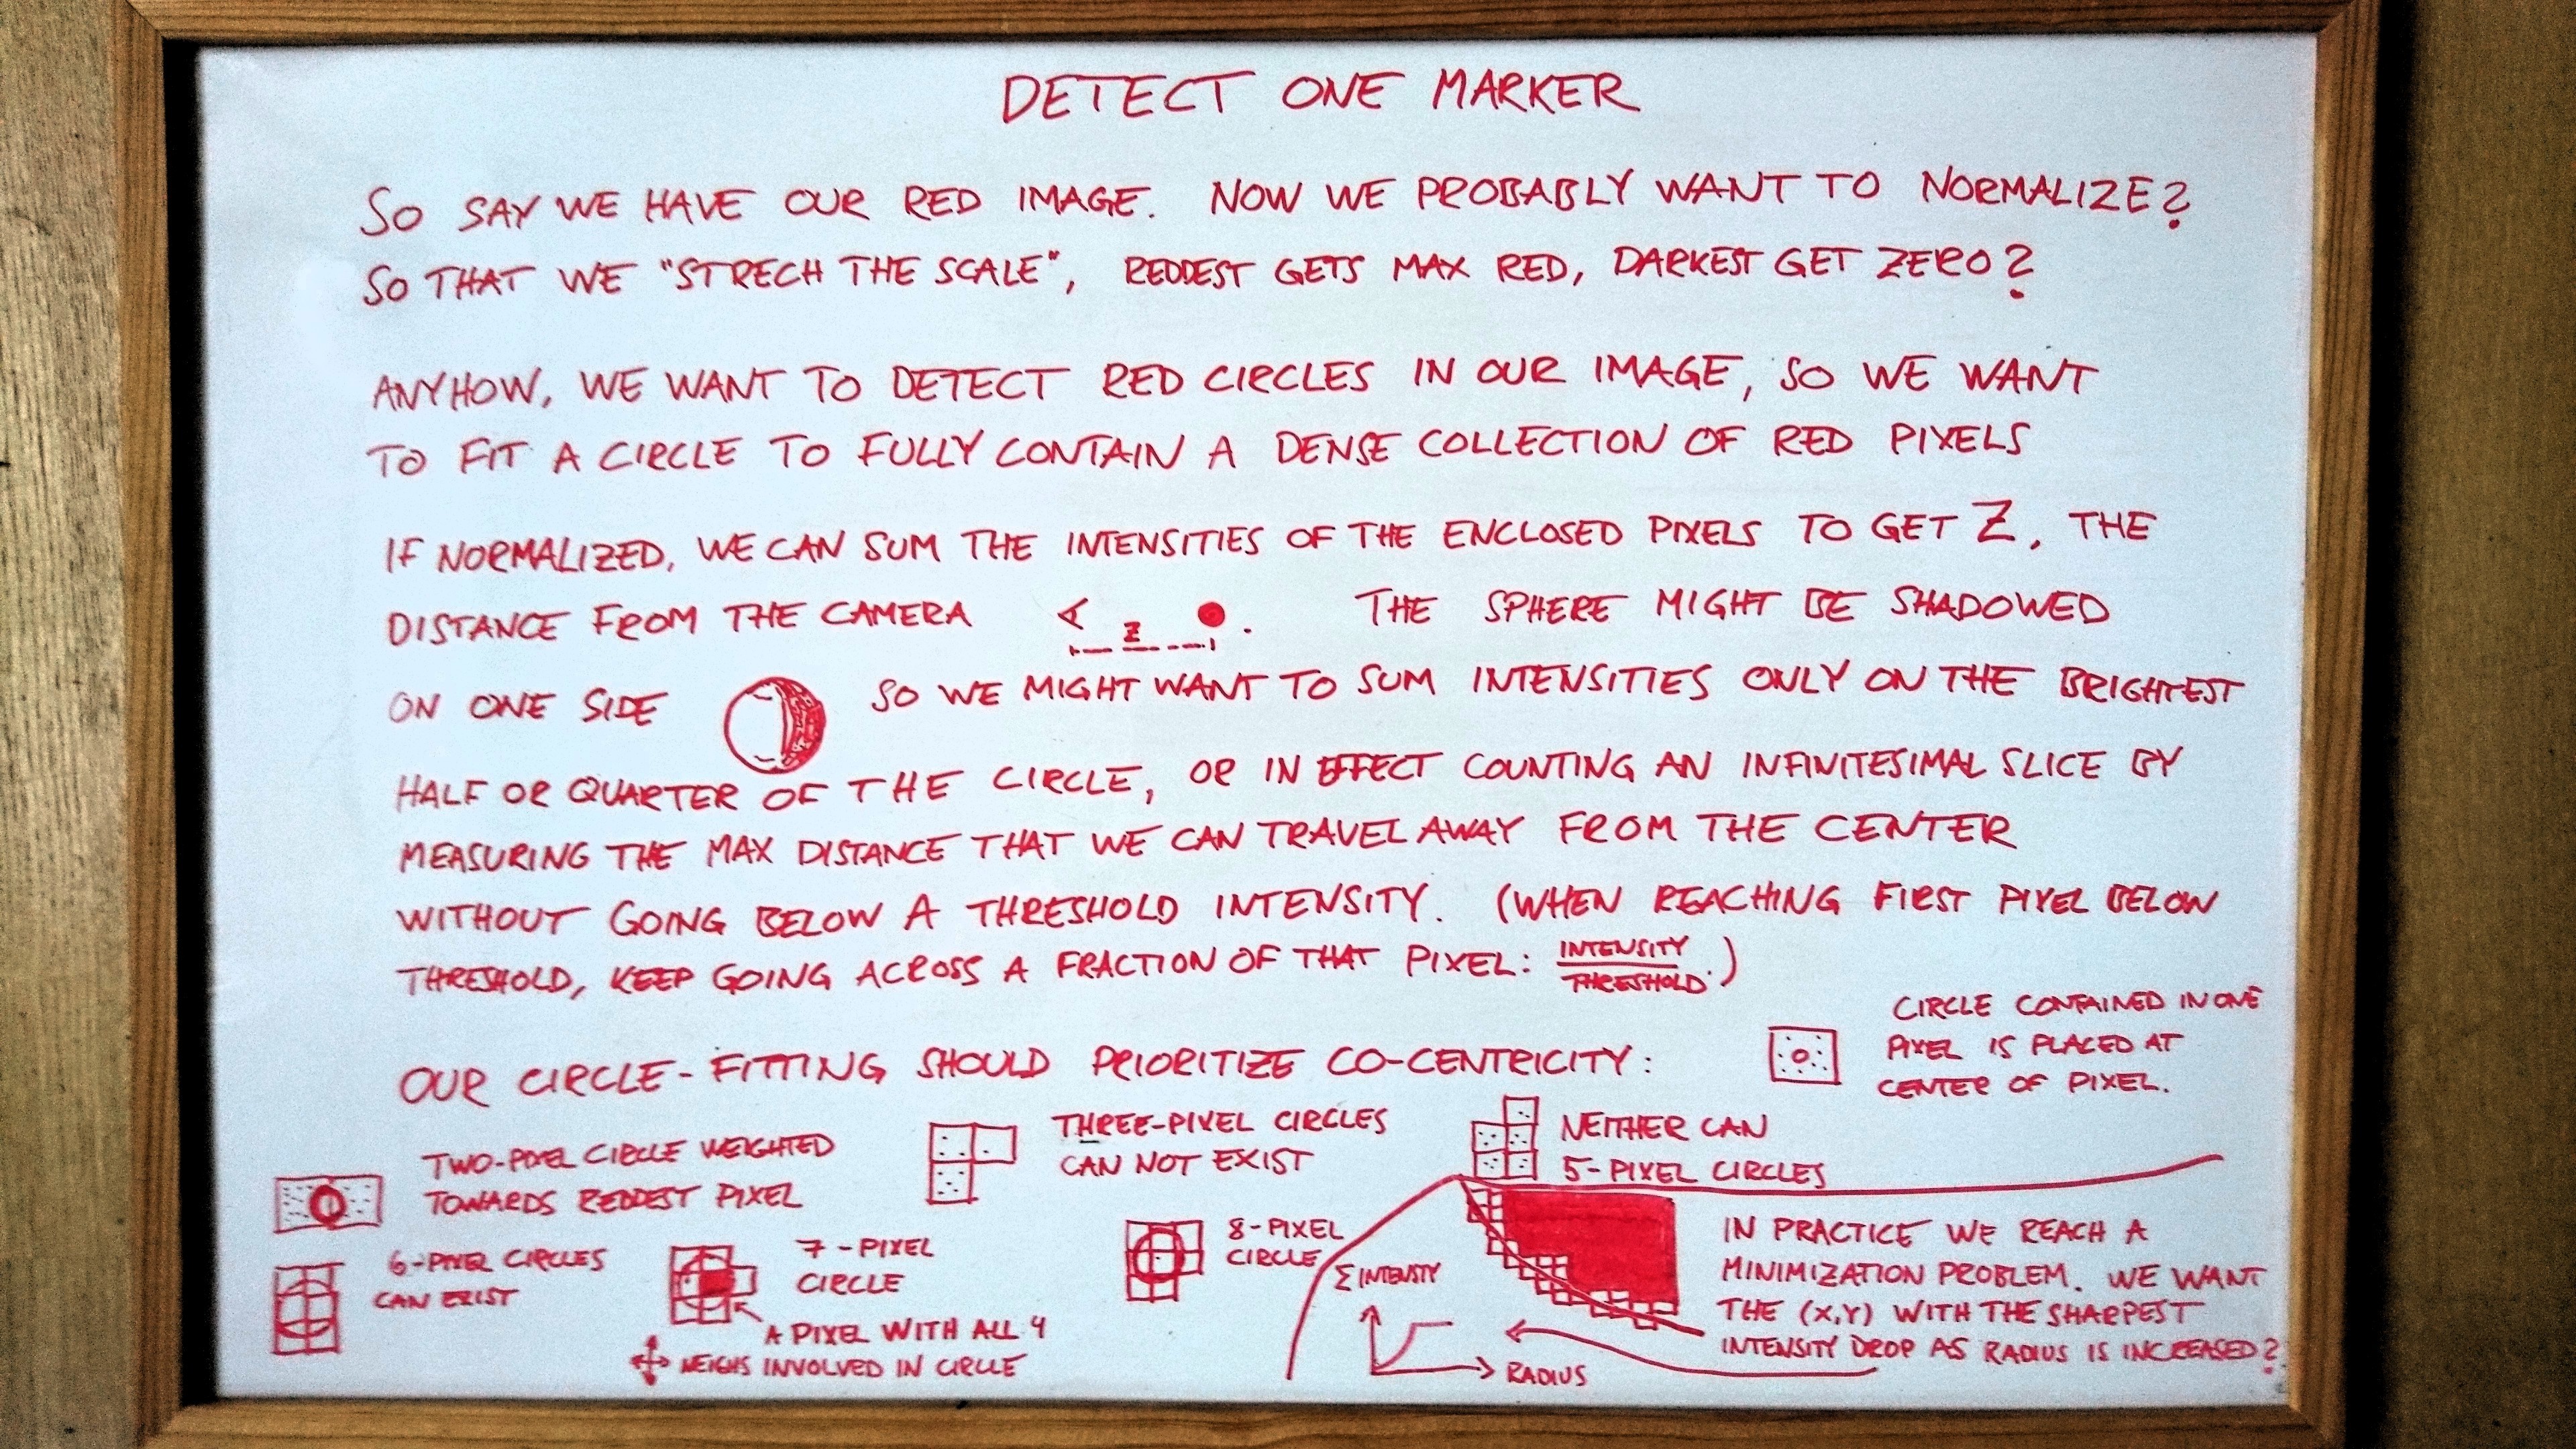 DETECT ONE MARKER
SO SAY WE HAVE OUR RED IMAGE. NOW WE PROBABLY WANT TO NORMALIZE?
SO THAT WE "STRECH THE SCALE", REDDEST GETS MAX RED, DARKEST GET ZERO?
ANYHOW, WE WANT TO DETECT RED CIRCLES IN OUR IMAGE, SO WE WANT
TO FIT A CIRCLE TO FULLY CONTAIN A DENSE COLLECTION OF RED PIXELS
IF NORMALIZED, WE CAN SUM THE INTENSITIES OF THE ENCLOSED PIXELS TO GET Z, THE
DISTANCE FROM THE CAMERA Z . THE SPHERE MIGHT BE SHADOWED
ON ONE SIDE SO WE MIGHT WANT TO SUM INTENSITIES ONLY ON THE BRIGHTEST
HALF OR QUARTER OF THE CIRCLE, OR IN EFFECT COUNTING AN INFINITESIMAL SLICE BY
MEASURING THE MAX DISTANCE THAT WE CAN TRAVEL AWAY FROM THE CENTER
WITHOUT GOING BELOW A THRESHOLD INTENSITY. (WHEN REACHING FIRST PIXEL BELOW
THRESHOLD, KEEP GOING ACROSS A FRACTION OF THAT PIXEL: INTENSITY / THRESHOLD.)
OUR CIRCLE-FITTING SHOULD PRIORITIZE CO-CENTRICITY:
CIRCLE CONTAINED IN ONE
PIXEL IS PLACED AT
CENTER OF PIXEL.
TWO-PIXEL CIRCLE WEIGHTED
TOWARDS REDDEST PIXEL
THREE-PIXEL CIRCLES
CAN NOT EXIST
NEITHER CAN
5-PIXEL CIRCLES
6-PIXEL CIRCLES
CAN EXIST
7-PIXEL
CIRCLE
A PIXEL WITH ALL 4
NEIGHS INVOLVED IN CIRCLE
8-PIXEL
CIRCLE
Σ INTENSITY
RADIUS
IN PRACTICE WE REACH A
MINIMIZATION PROBLEM. WE WANT
THE (X,Y) WITH THE SHARPEST
INTENSITY DROP AS RADIUS IS INCREASED?